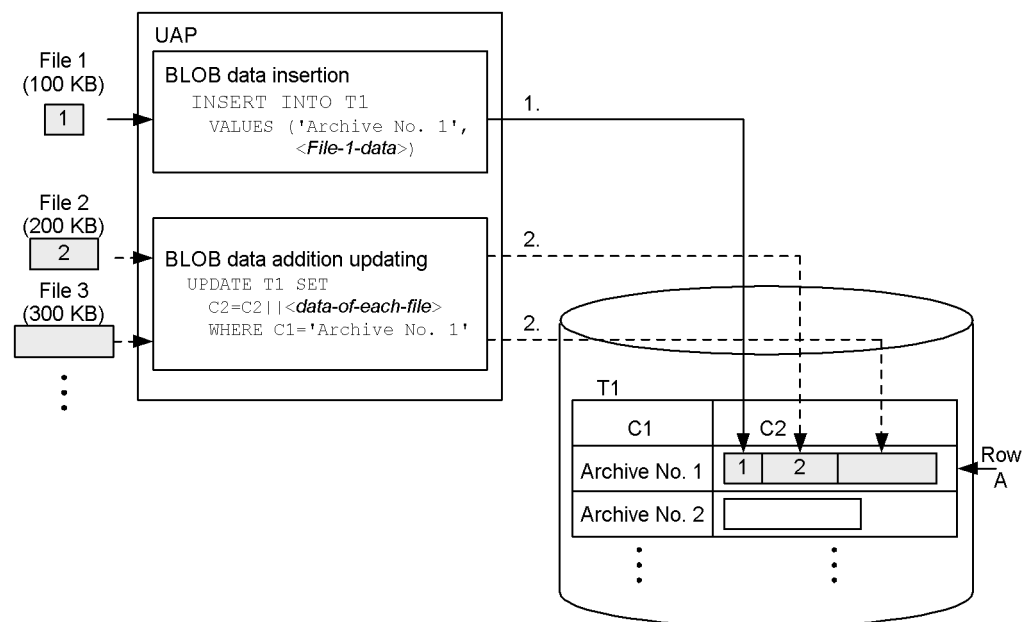 UAP
File 1
(100 KB)
1
BLOB data insertion
INSERT INTO T1
VALUES ('Archive No. 1',
<File-1-data>)
1.
File 2
(200 KB)
2
BLOB data addition updating
UPDATE T1 SET
C2=C2||<data-of-each-file>
WHERE C1='Archive No. 1'
2.
File 3
(300 KB)
2.
T1
C1 C2
Archive No. 1 1 2
Row
A
Archive No. 2